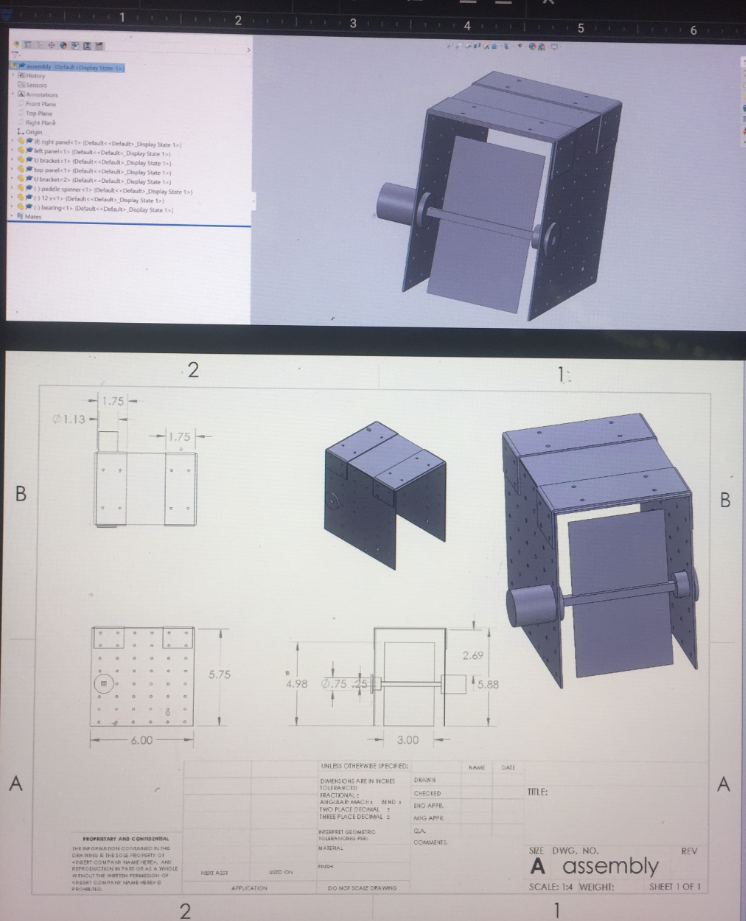 1 2 3 4 5 6
assembly (Default<Display State-1>)
History
Sensors
Annotations
Front Plane
Top Plane
Right Plane
Origin
(f) right panel<1> (Default<<Default>_Display State 1>)
left panel<1> (Default<<Default>_Display State 1>)
U bracket<1> (Default<<Default>_Display State 1>)
top panel<1> (Default<<Default>_Display State 1>)
U bracket<2> (Default<<Default>_Display State 1>)
(-) paddle spinner<1> (Default<<Default>_Display State 1>)
(-) 12 v<1> (Default<<Default>_Display State 1>)
(-) bearing<1> (Default<<Default>_Display State 1>)
Mates
2 1
1.75
∅1.13
1.75
B B
5.75
6.00
4.98 ∅.75 .25
2.69
5.88
3.00
A A
UNLESS OTHERWISE SPECIFIED:
DIMENSIONS ARE IN INCHES
TOLERANCES:
FRACTIONAL ±
ANGULAR: MACH ± BEND ±
TWO PLACE DECIMAL ±
THREE PLACE DECIMAL ±
INTERPRET GEOMETRIC
TOLERANCING PER:
MATERIAL
FINISH
DO NOT SCALE DRAWING
NAME DATE
DRAWN
CHECKED
ENG APPR.
MFG APPR.
Q.A.
COMMENTS:
TITLE:
SIZE DWG. NO. REV
A assembly
SCALE: 1:4 WEIGHT: SHEET 1 OF 1
PROPRIETARY AND CONFIDENTIAL
THE INFORMATION CONTAINED IN THIS
DRAWING IS THE SOLE PROPERTY OF
<INSERT COMPANY NAME HERE>. ANY
REPRODUCTION IN PART OR AS A WHOLE
WITHOUT THE WRITTEN PERMISSION OF
<INSERT COMPANY NAME HERE> IS
PROHIBITED.
NEXT ASSY USED ON
APPLICATION
2 1